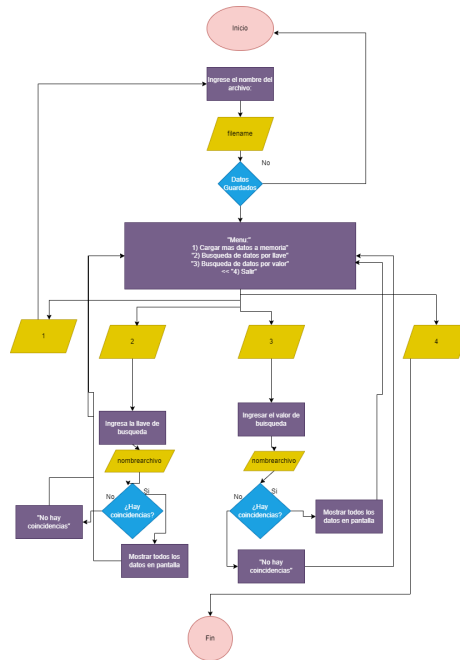 Inicio
Ingrese el nombre del
archivo:
filename
No
Datos
Guardados
"Menu:"
1) Cargar mas datos a memoria"
"2) Busqueda de datos por llave"
"3) Busqueda de datos por valor"
<< "4) Salir"
1
2
3
4
Ingresa la llave de
busqueda
Ingresar el valor de
buisqueda
nombrearchivo
nombrearchivo
No
Si
¿Hay
coincidencias?
No
Si
¿Hay
coincidencias?
"No hay
coincidencias"
Mostrar todos los
datos en pantalla
Mostrar todos los
datos en pantalla
"No hay
coincidencias"
Fin